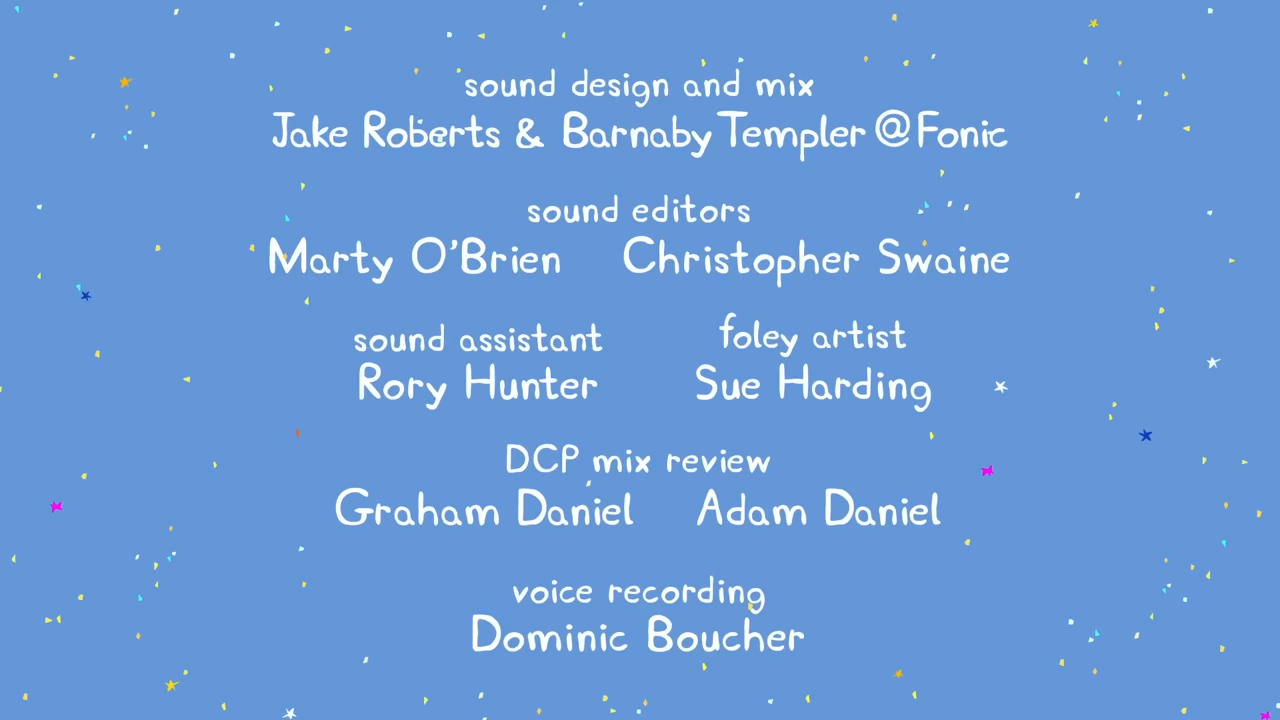 sound design and mix
Jake Roberts & Barnaby Templer @Fonic
sound editors
Marty O'Brien Christopher Swaine
sound assistant foley artist
Rory Hunter Sue Harding
DCP mix review
Graham Daniel Adam Daniel
voice recording
Dominic Boucher